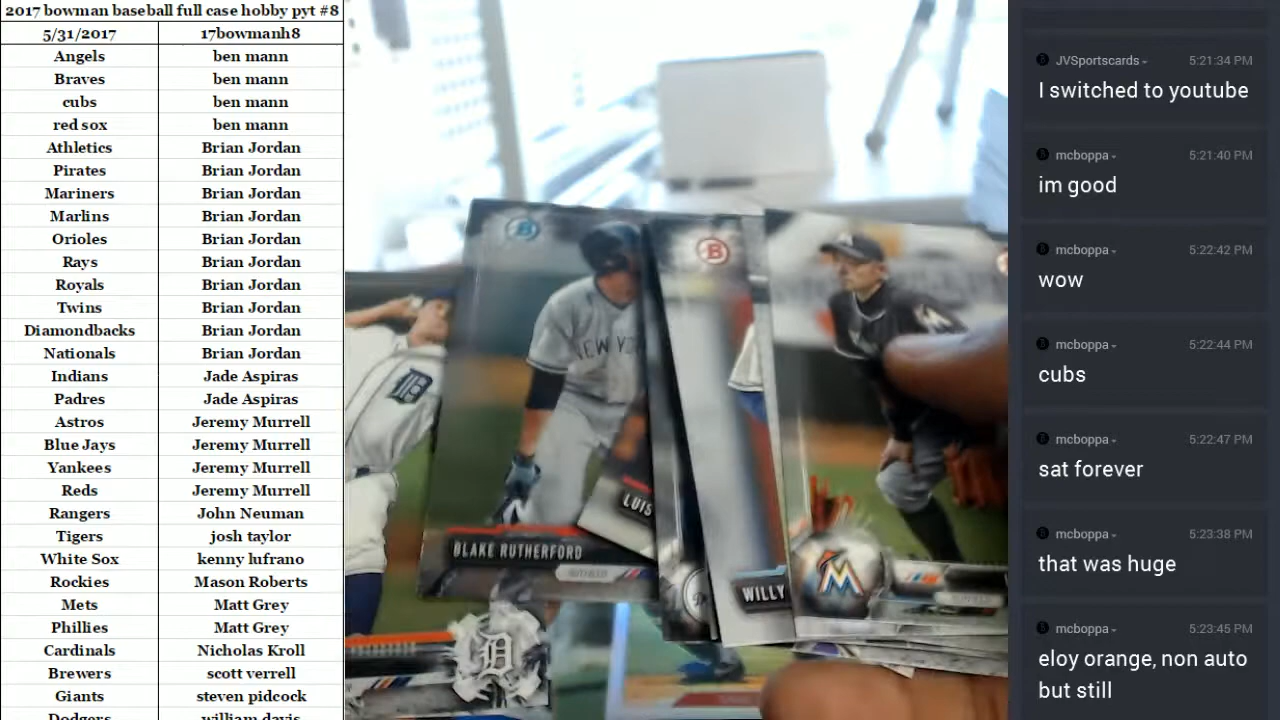 2017 bowman baseball full case hobby pyt #8
5/31/2017 17bowmanh8
Angels ben mann
Braves ben mann
cubs ben mann
red sox ben mann
Athletics Brian Jordan
Pirates Brian Jordan
Mariners Brian Jordan
Marlins Brian Jordan
Orioles Brian Jordan
Rays Brian Jordan
Royals Brian Jordan
Twins Brian Jordan
Diamondbacks Brian Jordan
Nationals Brian Jordan
Indians Jade Aspiras
Padres Jade Aspiras
Astros Jeremy Murrell
Blue Jays Jeremy Murrell
Yankees Jeremy Murrell
Reds Jeremy Murrell
Rangers John Neuman
Tigers josh taylor
White Sox kenny lufrano
Rockies Mason Roberts
Mets Matt Grey
Phillies Matt Grey
Cardinals Nicholas Kroll
Brewers scott verrell
Giants steven pidcock
Dodgers william davis
B
B
NEW YO
LUIS
BLAKE RUTHERFORD
WILLY
M
D
JVSportscards 5:21:34 PM
I switched to youtube
mcboppa 5:21:40 PM
im good
mcboppa 5:22:42 PM
wow
mcboppa 5:22:44 PM
cubs
mcboppa 5:22:47 PM
sat forever
mcboppa 5:23:38 PM
that was huge
mcboppa 5:23:45 PM
eloy orange, non auto
but still